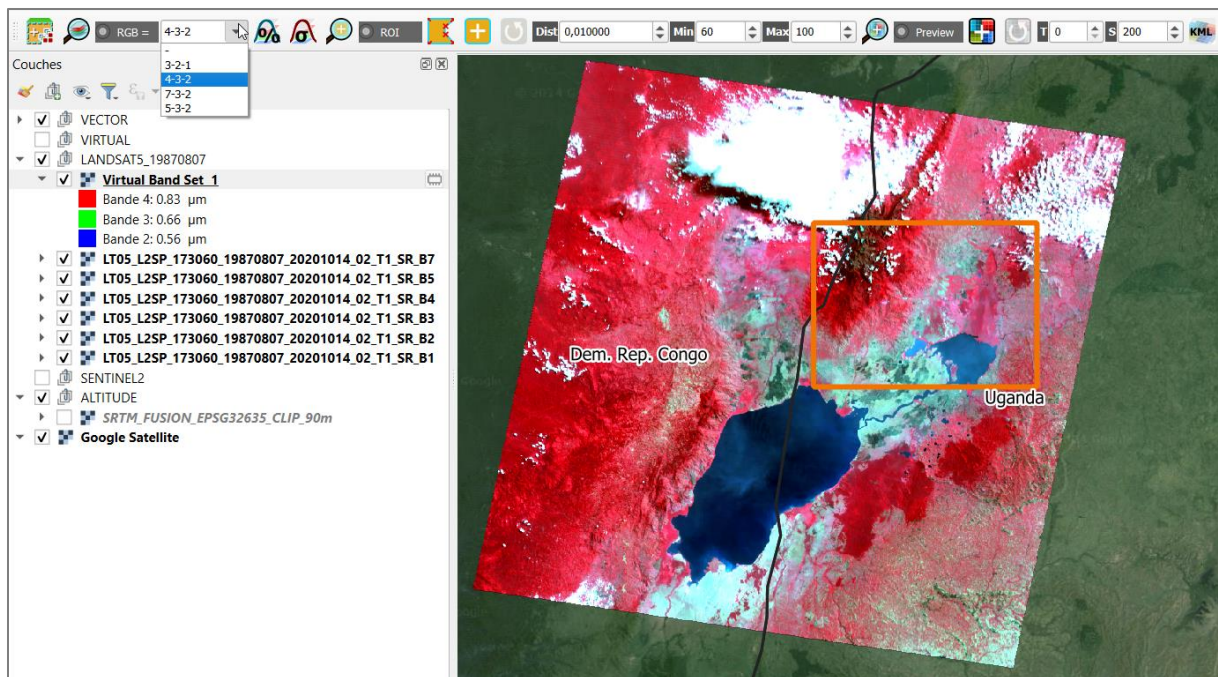 RGB = 4-3-2 ROI Dist 0,010000 Min 60 Max 100 Preview T 0 S 200 KML
-
3-2-1
4-3-2
7-3-2
5-3-2
Couches
VECTOR
VIRTUAL
LANDSAT5_19870807
Virtual Band Set 1
Bande 4: 0.83 µm
Bande 3: 0.66 µm
Bande 2: 0.56 µm
LT05_L2SP_173060_19870807_20201014_02_T1_SR_B7
LT05_L2SP_173060_19870807_20201014_02_T1_SR_B5
LT05_L2SP_173060_19870807_20201014_02_T1_SR_B4
LT05_L2SP_173060_19870807_20201014_02_T1_SR_B3
LT05_L2SP_173060_19870807_20201014_02_T1_SR_B2
LT05_L2SP_173060_19870807_20201014_02_T1_SR_B1
SENTINEL2
ALTITUDE
SRTM_FUSION_EPSG32635_CLIP_90m
Google Satellite
Dem. Rep. Congo
Uganda